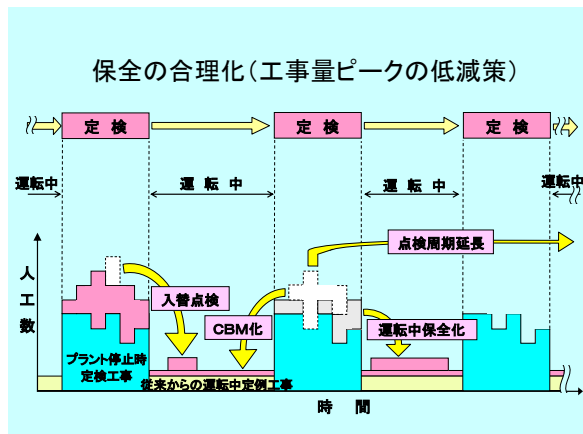 保全の合理化(工事量ピークの低減策)
定 検
定 検
定 検
運転中
運 転 中
運 転 中
運転中
点検周期延長
人工数
入替点検
CBM化
運転中保全化
プラント停止時
定検工事
従来からの運転中定例工事
時 間